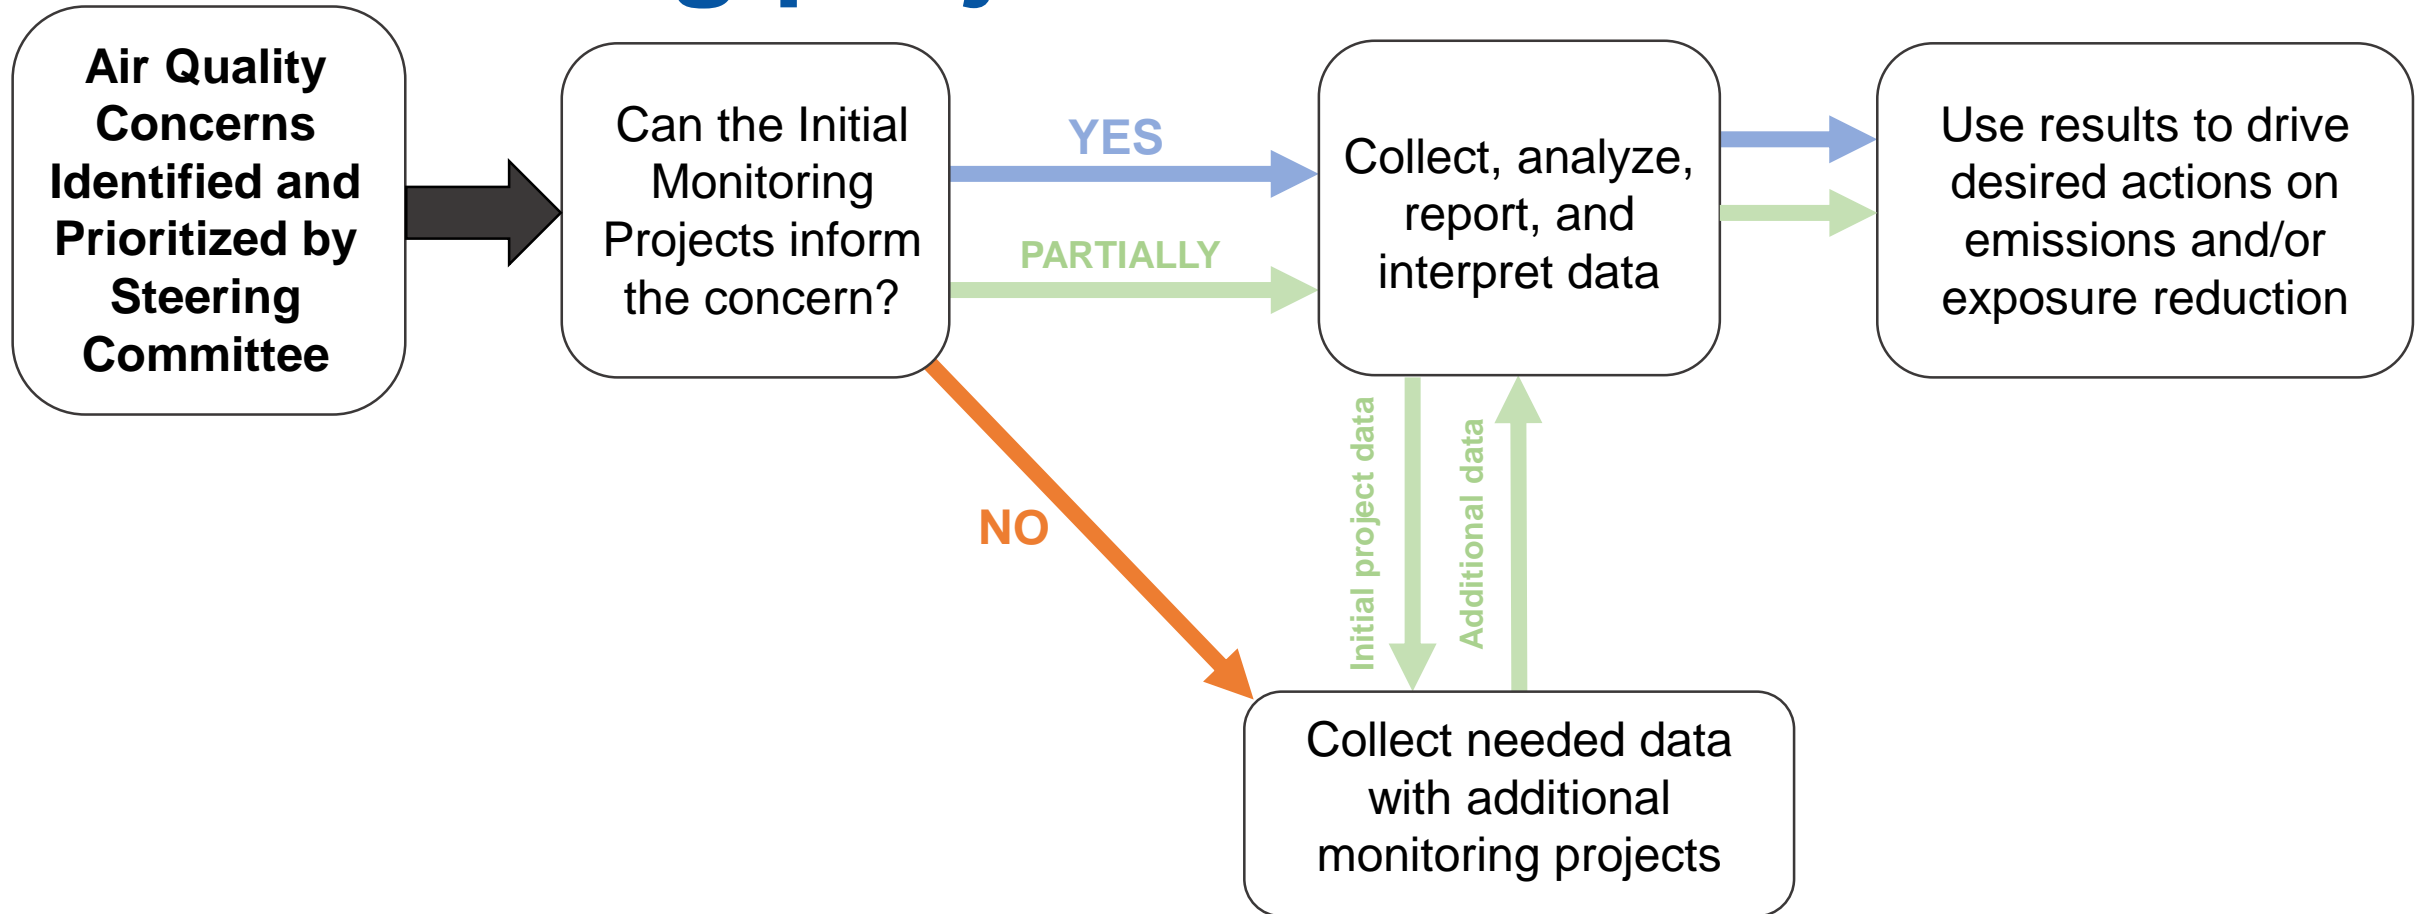 Air Quality
Concerns
Identified and
Prioritized by
Steering
Committee
Can the Initial
Monitoring
Projects inform
the concern?
YES
PARTIALLY
NO
Collect, analyze,
report, and
interpret data
Use results to drive
desired actions on
emissions and/or
exposure reduction
Initial project data
Additional data
Collect needed data
with additional
monitoring projects